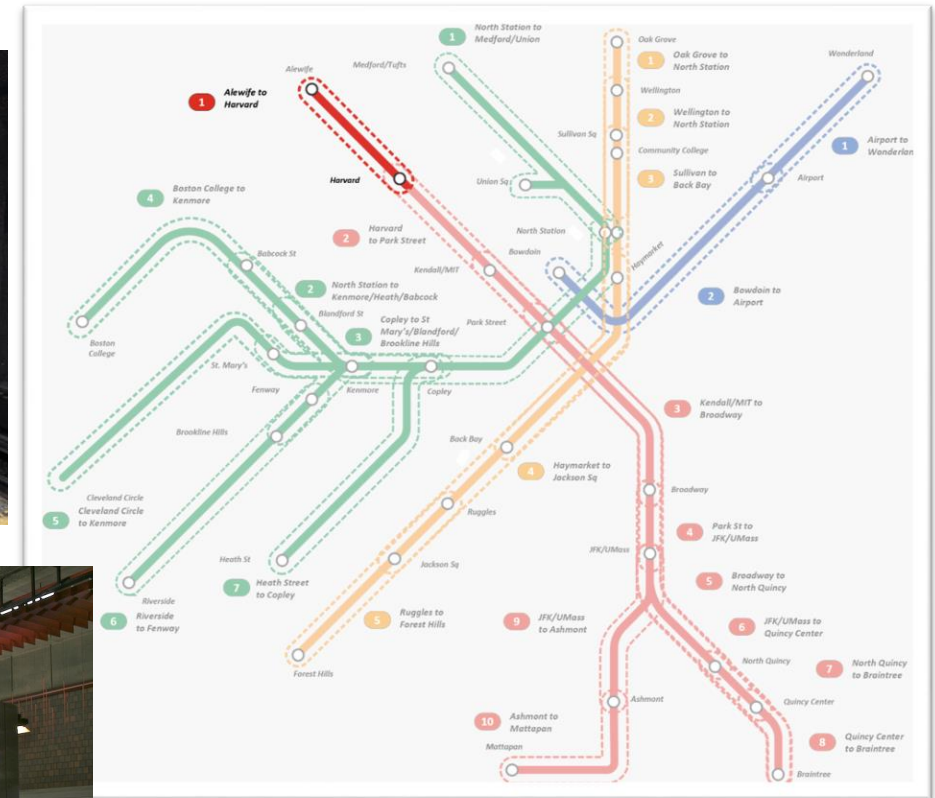 North Station to
Medford/Union
1
Medford/Tufts
Oak Grove
1
Oak Grove to
North Station
Wonderland
Alewife
1
Alewife to
Harvard
Wellington
2
Wellington to
North Station
Sullivan Sq
Community College
1
Airport to
Wonderlan
3
Sullivan to
Back Bay
Airport
Harvard
Union Sq
4
Boston College to
Kenmore
2
Harvard
to Park Street
North Station
Bowdoin
Haymarket
Babcock St
Kendall/MIT
2
North Station to
Kenmore/Heath/Babcock
2
Bowdoin to
Airport
Blandford St
3
Copley to St
Mary's/Blandford/
Brookline Hills
Park Street
Boston
College
St. Mary's
Fenway
Kenmore
Copley
3
Kendall/MIT to
Broadway
Brookline Hills
Back Bay
4
Haymarket to
Jackson Sq
Broadway
Cleveland Circle
5
Cleveland Circle
to Kenmore
Ruggles
4
Park St to
JFK/UMass
JFK/UMass
Heath St
Jackson Sq
5
Broadway to
North Quincy
7
Heath Street
to Copley
Riverside
6
Riverside
to Fenway
5
Ruggles to
Forest Hills
9
JFK/UMass
to Ashmont
6
JFK/UMass to
Quincy Center
North Quincy
7
North Quincy
to Braintree
Forest Hills
Ashmont
Quincy Center
10
Ashmont to
Mattapan
8
Quincy Center
to Braintree
Mattapan
Braintree